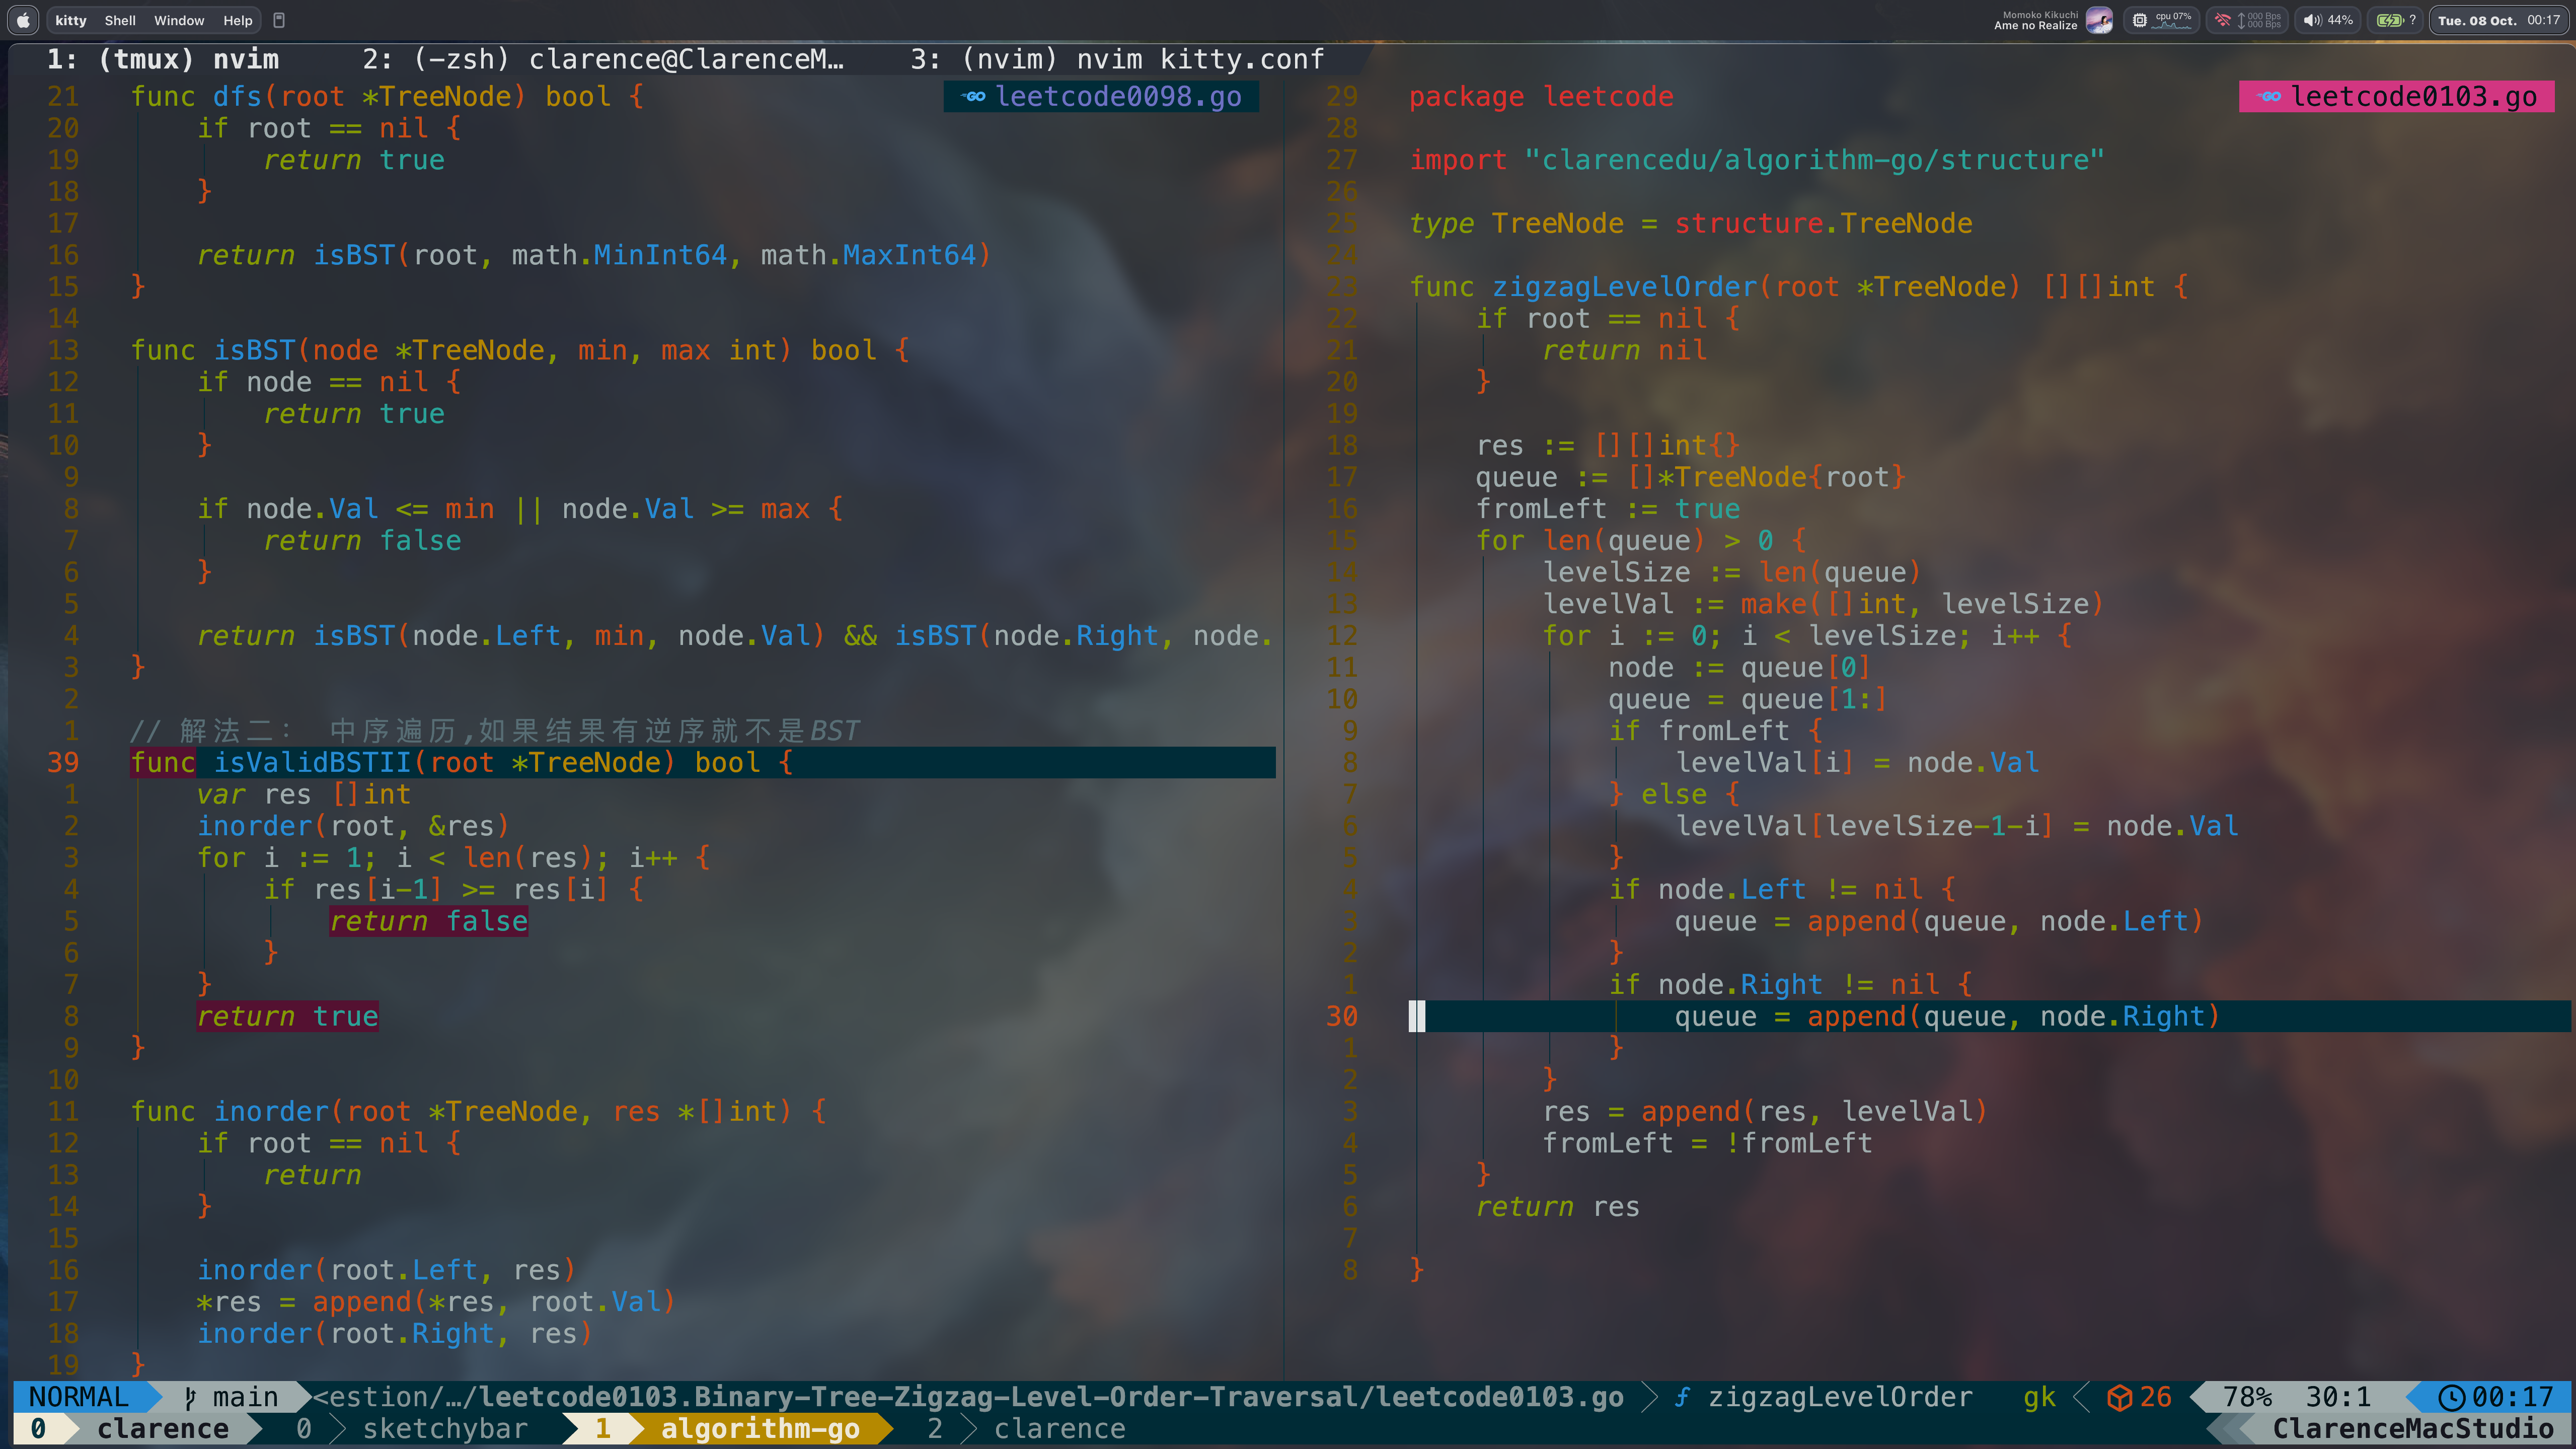 kitty Shell Window Help
Momoko Kikuchi
Ame no Realize
cpu 07%
000 Bps
000 Bps
44%
?
Tue. 08 Oct. 00:17
1: (tmux) nvim 2: (-zsh) clarence@ClarenceM… 3: (nvim) nvim kitty.conf
21 func dfs(root *TreeNode) bool {
leetcode0098.go
20 if root == nil {
19 return true
18 }
17
16 return isBST(root, math.MinInt64, math.MaxInt64)
15 }
14
13 func isBST(node *TreeNode, min, max int) bool {
12 if node == nil {
11 return true
10 }
9
8 if node.Val <= min || node.Val >= max {
7 return false
6 }
5
4 return isBST(node.Left, min, node.Val) && isBST(node.Right, node.
3 }
2
1 // 解法二： 中序遍历,如果结果有逆序就不是BST
39 func isValidBSTII(root *TreeNode) bool {
1 var res []int
2 inorder(root, &res)
3 for i := 1; i < len(res); i++ {
4 if res[i-1] >= res[i] {
5 return false
6 }
7 }
8 return true
9 }
10
11 func inorder(root *TreeNode, res *[]int) {
12 if root == nil {
13 return
14 }
15
16 inorder(root.Left, res)
17 *res = append(*res, root.Val)
18 inorder(root.Right, res)
19 }
29 package leetcode
leetcode0103.go
28
27 import "clarencedu/algorithm-go/structure"
26
25 type TreeNode = structure.TreeNode
24
23 func zigzagLevelOrder(root *TreeNode) [][]int {
22 if root == nil {
21 return nil
20 }
19
18 res := [][]int{}
17 queue := []*TreeNode{root}
16 fromLeft := true
15 for len(queue) > 0 {
14 levelSize := len(queue)
13 levelVal := make([]int, levelSize)
12 for i := 0; i < levelSize; i++ {
11 node := queue[0]
10 queue = queue[1:]
9 if fromLeft {
8 levelVal[i] = node.Val
7 } else {
6 levelVal[levelSize-1-i] = node.Val
5 }
4 if node.Left != nil {
3 queue = append(queue, node.Left)
2 }
1 if node.Right != nil {
30 queue = append(queue, node.Right)
1 }
2 }
3 res = append(res, levelVal)
4 fromLeft = !fromLeft
5 }
6 return res
7
8 }
NORMAL main <estion/…/leetcode0103.Binary-Tree-Zigzag-Level-Order-Traversal/leetcode0103.go zigzagLevelOrder gk 26 78% 30:1 00:17
0 clarence 0 sketchybar 1 algorithm-go 2 clarence ClarenceMacStudio